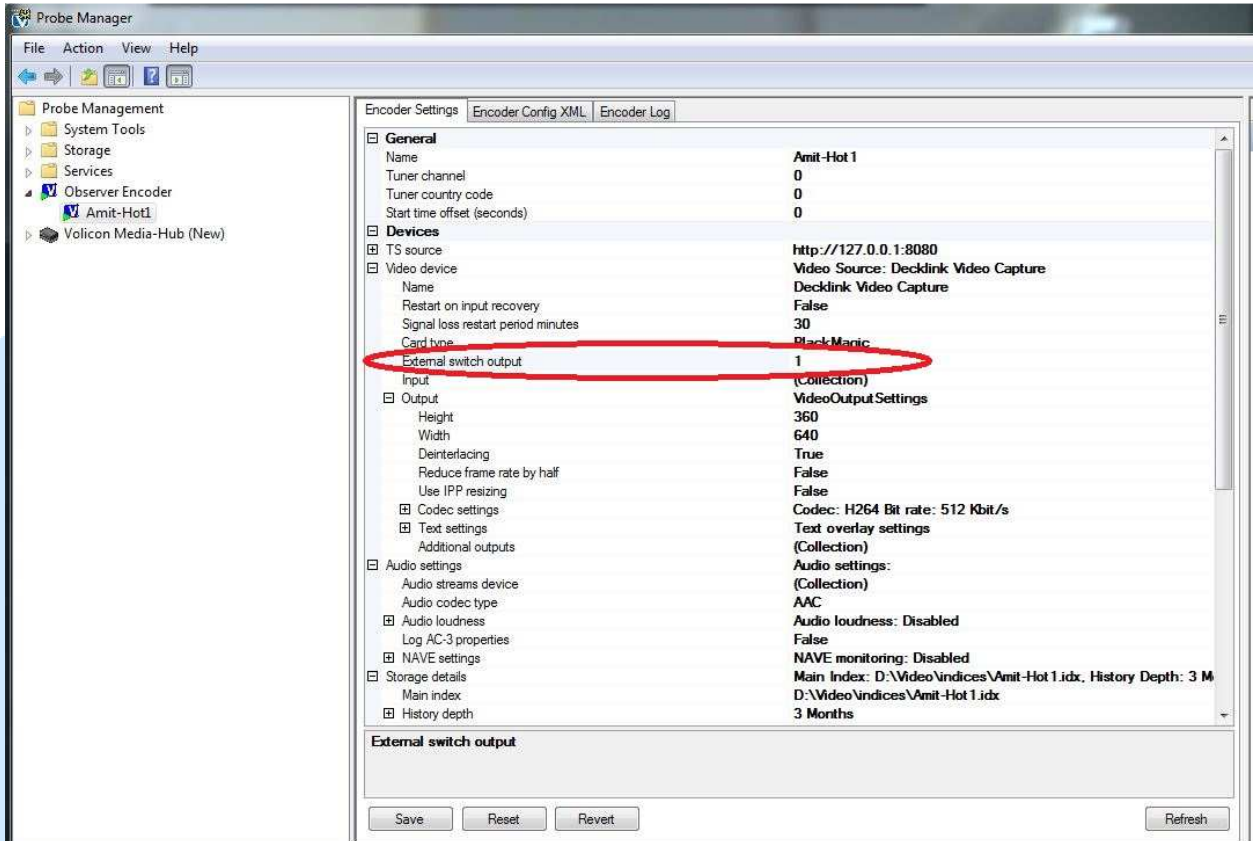 Probe Manager
File Action View Help
Probe Management
System Tools
Storage
Services
Observer Encoder
Amit-Hot1
Volicon Media-Hub (New)
Encoder Settings Encoder Config XML Encoder Log
General
Name Amit-Hot1
Tuner channel 0
Tuner country code 0
Start time offset (seconds) 0
Devices
TS source http://127.0.0.1:8080
Video device Video Source: Decklink Video Capture
Name Decklink Video Capture
Restart on input recovery False
Signal loss restart period minutes 30
Card type BlackMagic
External switch output 1
Input (Collection)
Output VideoOutputSettings
Height 360
Width 640
Deinterlacing True
Reduce frame rate by half False
Use IPP resizing False
Codec settings Codec: H264 Bit rate: 512 Kbit/s
Text settings Text overlay settings
Additional outputs (Collection)
Audio settings Audio settings:
Audio streams device (Collection)
Audio codec type AAC
Audio loudness Audio loudness: Disabled
Log AC-3 properties False
NAVE settings NAVE monitoring: Disabled
Storage details Main Index: D:\Video\indices\Amit-Hot1.idx, History Depth: 3 M
Main index D:\Video\indices\Amit-Hot1.idx
History depth 3 Months
External switch output
Save Reset Revert Refresh